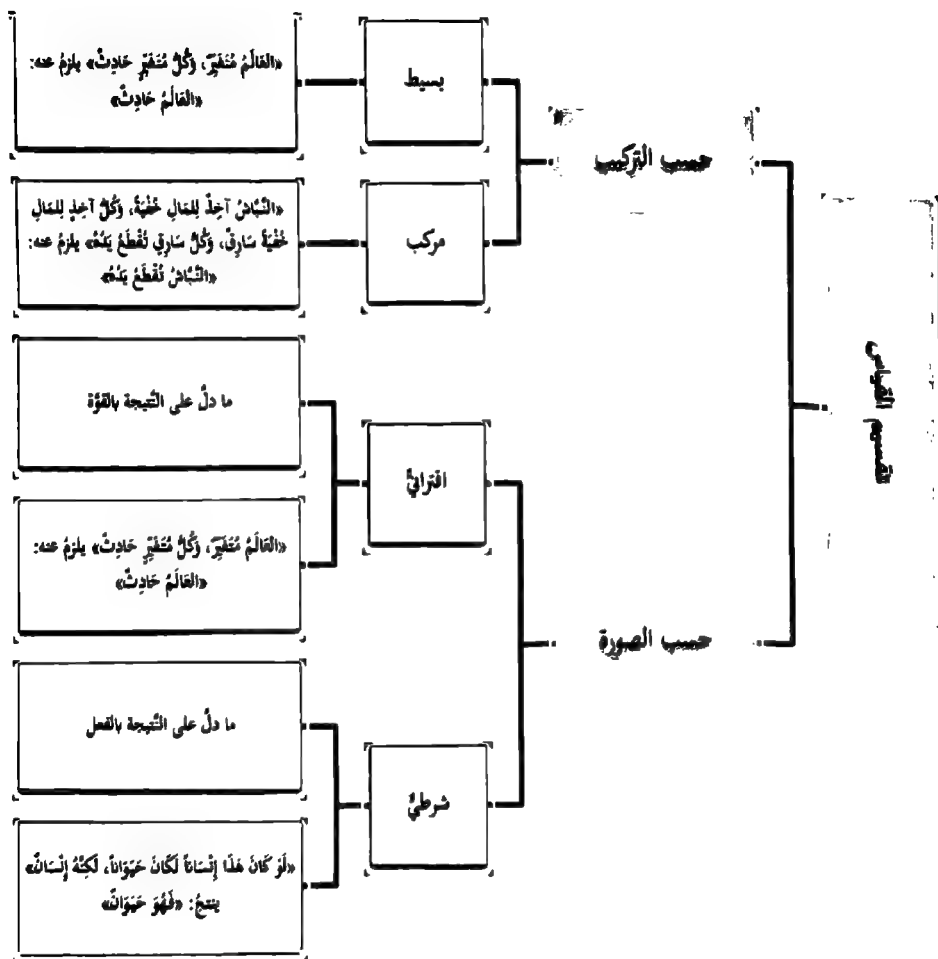 تقسيم القياس
حسب التركيب
بسيط
«العَالَمُ مُتَغَيِّرٌ، وَكُلُّ مُتَغَيِّرٍ حَادِثٌ» يلزمُ عنه:
«العَالَمُ حَادِثٌ»
مركب
«النَّبَّاشُ آخِذٌ لِلمَالِ خُفْيَةً، وَكُلُّ آخِذٍ لِلمَالِ
خُفْيَةً سَارِقٌ، وَكُلُّ سَارِقٍ تُقْطَعُ يَدُهُ» يلزمُ عنه:
«النَّبَّاشُ تُقْطَعُ يَدُهُ»
حسب الصورة
اقترانيٌّ
ما دلَّ على النَّتيجة بالقوَّة
«العَالَمُ مُتَغَيِّرٌ، وَكُلُّ مُتَغَيِّرٍ حَادِثٌ» يلزمُ عنه:
«العَالَمُ حَادِثٌ»
شرطيٌّ
ما دلَّ على النَّتيجة بالفعل
«لَوْ كَانَ هَذَا إِنْسَاناً لَكَانَ حَيَوَاناً، لَكِنَّهُ إِنْسَانٌ»
ينتجُ: «فَهُوَ حَيَوَانٌ»